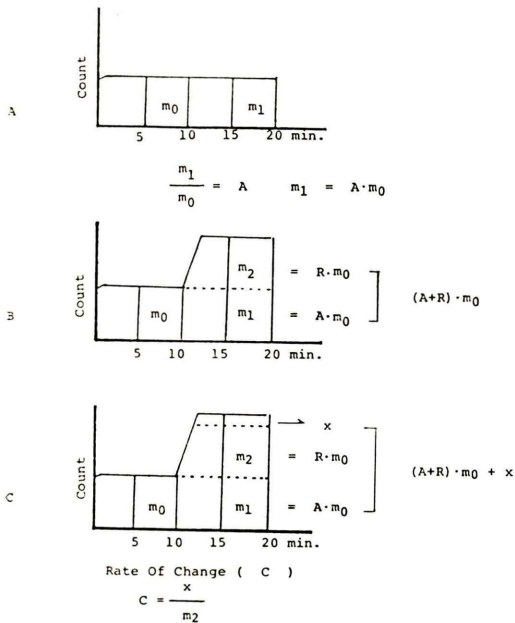 A
Count
m0 m1
5 10 15 20 min.
m1/m0 = A m1 = A·m0
B
Count
m2 = R·m0
m0 m1 = A·m0
(A+R)·m0
5 10 15 20 min.
C
Count
x
m2 = R·m0
m0 m1 = A·m0
(A+R)·m0 + x
5 10 15 20 min.
Rate Of Change ( C )
C = x/m2